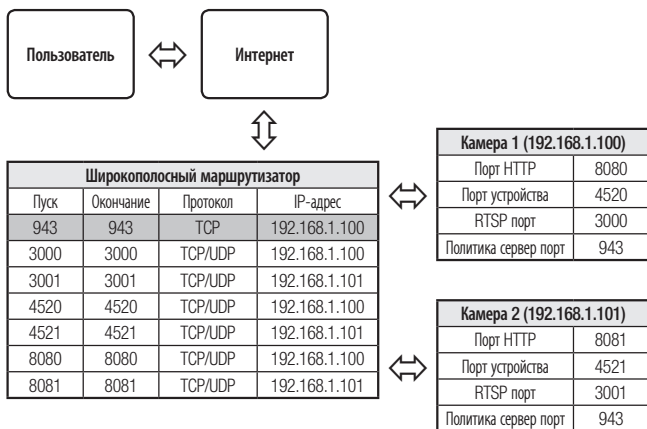 Пользователь
Интернет
Широкополосный маршрутизатор
Пуск Окончание Протокол IP-адрес
943 943 TCP 192.168.1.100
3000 3000 TCP/UDP 192.168.1.100
3001 3001 TCP/UDP 192.168.1.101
4520 4520 TCP/UDP 192.168.1.100
4521 4521 TCP/UDP 192.168.1.101
8080 8080 TCP/UDP 192.168.1.100
8081 8081 TCP/UDP 192.168.1.101
Камера 1 (192.168.1.100)
Порт HTTP 8080
Порт устройства 4520
RTSP порт 3000
Политика сервер порт 943
Камера 2 (192.168.1.101)
Порт HTTP 8081
Порт устройства 4521
RTSP порт 3001
Политика сервер порт 943